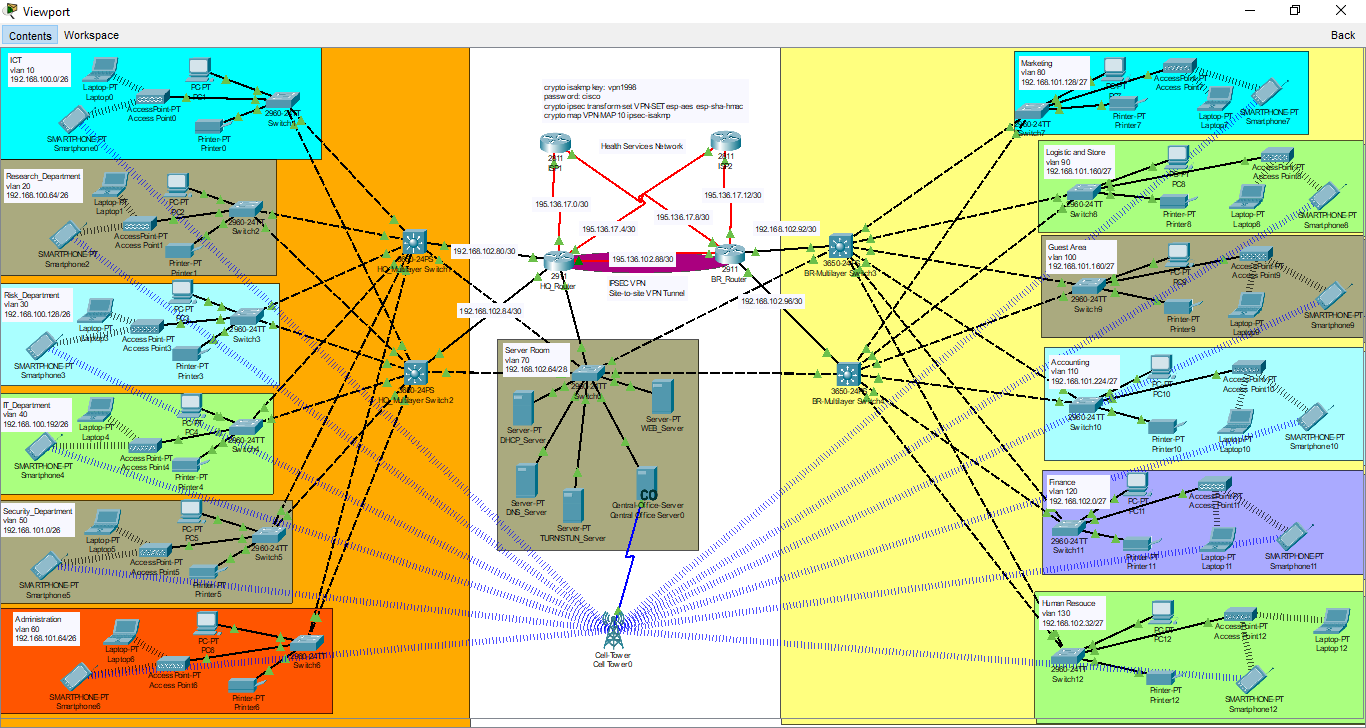 Viewport
Contents
Workspace
Back
ICT
vlan 10
192.168.100.0/26
Laptop-PT
Laptop0
PC-PT
PC1
AccessPoint-PT
Access Point0
SMARTPHONE-PT
Smartphone0
Printer-PT
Printer0
2960-24TT
Switch1
Research_Department
vlan 20
192.168.100.64/26
Laptop-PT
Laptop1
PC-PT
PC2
AccessPoint-PT
Access Point1
SMARTPHONE-PT
Smartphone2
Printer-PT
Printer1
2960-24TT
Switch2
Risk_Department
vlan 30
192.168.100.128/26
Laptop-PT
Laptop3
PC-PT
PC3
AccessPoint-PT
Access Point3
SMARTPHONE-PT
Smartphone3
Printer-PT
Printer3
2960-24TT
Switch3
IT_Department
vlan 40
192.168.100.192/26
Laptop-PT
Laptop4
PC-PT
PC4
AccessPoint-PT
Access Point4
SMARTPHONE-PT
Smartphone4
Printer-PT
Printer4
2960-24TT
Switch4
Security_Department
vlan 50
192.168.101.0/26
Laptop-PT
Laptop5
PC-PT
PC5
AccessPoint-PT
Access Point5
SMARTPHONE-PT
Smartphone5
Printer-PT
Printer5
2960-24TT
Switch5
Administration
vlan 60
192.168.101.64/26
Laptop-PT
Laptop6
PC-PT
PC6
AccessPoint-PT
Access Point6
SMARTPHONE-PT
Smartphone6
Printer-PT
Printer6
2960-24TT
Switch6
3650-24PS
HQ_Multilayer Switch1
3650-24PS
HQ_Multilayer Switch2
crypto isakmp key: vpn1998
password: cisco
crypto ipsec transform-set VPN-SET esp-aes esp-sha-hmac
crypto map VPN-MAP 10 ipsec-isakmp
Health Services Network
2811
ISP1
2811
ISP2
195.136.17.0/30
195.136.17.12/30
195.136.17.8/30
195.136.17.4/30
192.168.102.80/30
192.168.102.92/30
195.136.102.88/30
2911
HQ_Router
2911
BR_Router
IPSEC VPN
Site-to-site VPN Tunnel
192.168.102.84/30
192.168.102.96/30
Server Room
vlan 70
192.168.102.64/28
2960-24TT
Server-PT
DHCP_Server
Server-PT
WEB_Server
Server-PT
DNS_Server
Server-PT
TURN/STUN_Server
CO
Central-Office-Server
Central Office Server0
Cell-Tower
Cell Tower0
3650-24PS
BR-Multilayer Switch3
3650-24PS
BR-Multilayer Switch4
Marketing
vlan 80
192.168.101.128/27
PC-PT
AccessPoint-PT
Access Point7
Laptop-PT
Laptop7
SMARTPHONE-PT
Smartphone7
Printer-PT
Printer7
2960-24TT
Switch7
Logistic and Store
vlan 90
192.168.101.160/27
PC-PT
PC8
AccessPoint-PT
Access Point8
Laptop-PT
Laptop8
SMARTPHONE-PT
Smartphone8
Printer-PT
Printer8
2960-24TT
Switch8
Guest Area
vlan 100
192.168.101.160/27
PC-PT
PC9
AccessPoint-PT
Access Point9
Laptop-PT
Laptop9
SMARTPHONE-PT
Smartphone9
Printer-PT
Printer9
2960-24TT
Switch9
Accounting
vlan 110
192.168.101.224/27
PC-PT
PC10
AccessPoint-PT
Access Point10
Laptop-PT
Laptop10
SMARTPHONE-PT
Smartphone10
Printer-PT
Printer10
2960-24TT
Switch10
Finance
vlan 120
192.168.102.0/27
PC-PT
PC11
AccessPoint-PT
Access Point11
Laptop-PT
Laptop11
SMARTPHONE-PT
Smartphone11
Printer-PT
Printer11
2960-24TT
Switch11
Human Resouce
vlan 130
192.168.102.32/27
PC-PT
PC12
AccessPoint-PT
Access Point12
Laptop-PT
Laptop12
SMARTPHONE-PT
Smartphone12
Printer-PT
Printer12
2960-24TT
Switch12